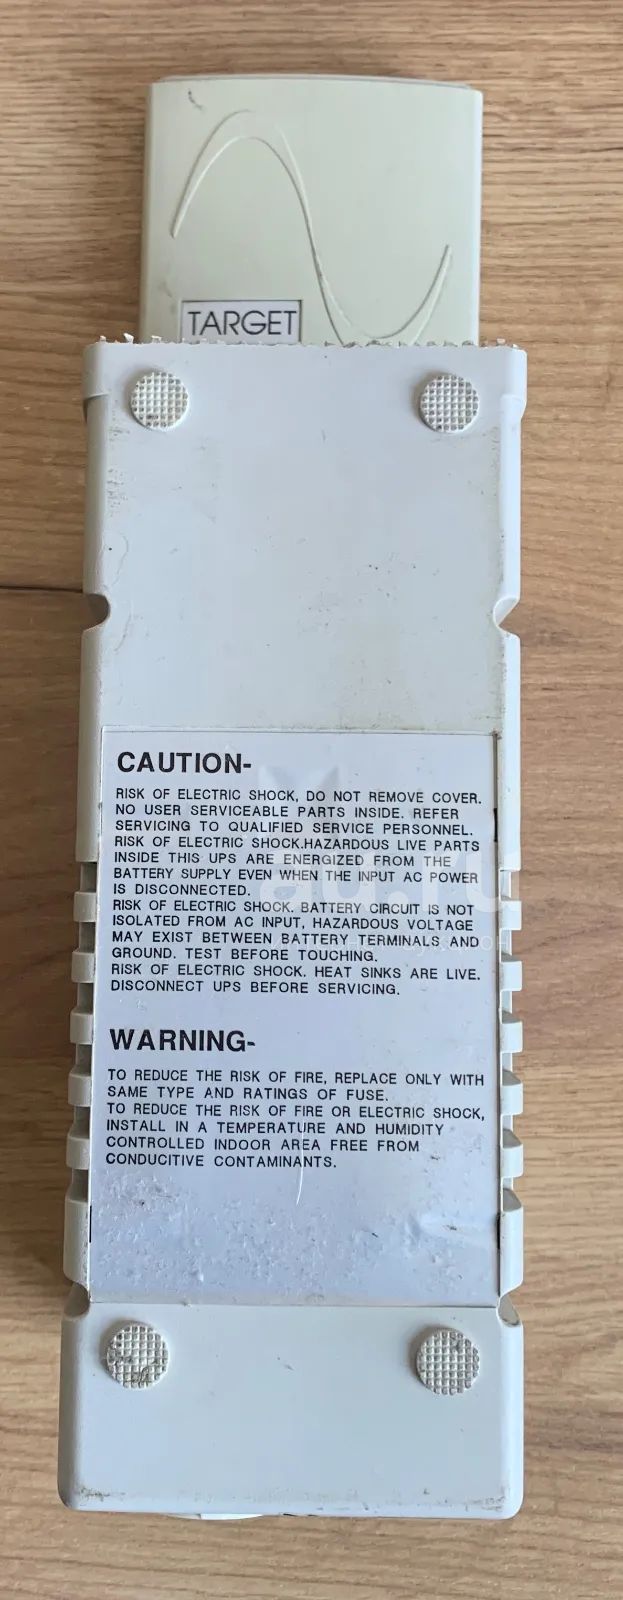 TARGET
CAUTION-
RISK OF ELECTRIC SHOCK, DO NOT REMOVE COVER.
NO USER SERVICEABLE PARTS INSIDE. REFER
SERVICING TO QUALIFIED SERVICE PERSONNEL.
RISK OF ELECTRIC SHOCK.HAZARDOUS LIVE PARTS
INSIDE THIS UPS ARE ENERGIZED FROM THE
BATTERY SUPPLY EVEN WHEN THE INPUT AC POWER
IS DISCONNECTED.
RISK OF ELECTRIC SHOCK. BATTERY CIRCUIT IS NOT
ISOLATED FROM AC INPUT, HAZARDOUS VOLTAGE
MAY EXIST BETWEEN BATTERY TERMINALS AND
GROUND. TEST BEFORE TOUCHING.
RISK OF ELECTRIC SHOCK. HEAT SINKS ARE LIVE.
DISCONNECT UPS BEFORE SERVICING.
WARNING-
TO REDUCE THE RISK OF FIRE, REPLACE ONLY WITH
SAME TYPE AND RATINGS OF FUSE.
TO REDUCE THE RISK OF FIRE OR ELECTRIC SHOCK,
INSTALL IN A TEMPERATURE AND HUMIDITY
CONTROLLED INDOOR AREA FREE FROM
CONDUCITIVE CONTAMINANTS.
au.ru